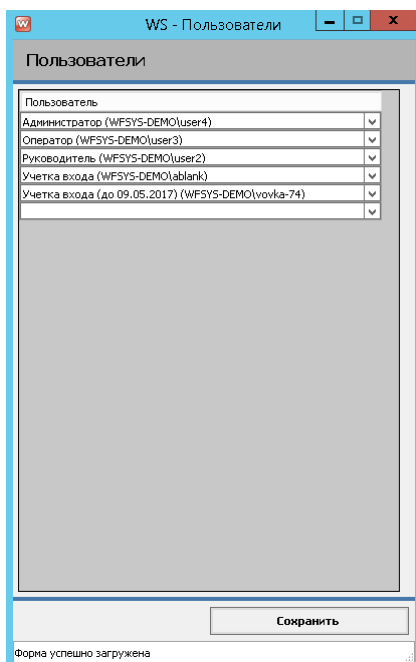 WS - Пользователи
Пользователи
Пользователь
Администратор (WFSYS-DEMO\user4)
Оператор (WFSYS-DEMO\user3)
Руководитель (WFSYS-DEMO\user2)
Учетка входа (WFSYS-DEMO\ablank)
Учетка входа (до 09.05.2017) (WFSYS-DEMO\vovka-74)
Сохранить
Форма успешно загружена